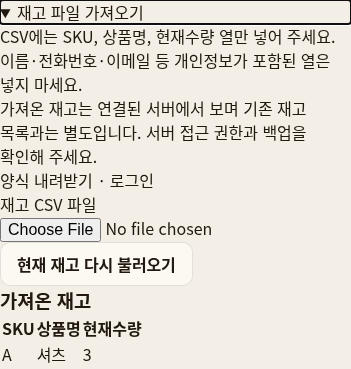 ▼ 재고 파일 가져오기
CSV에는 SKU, 상품명, 현재수량 열만 넣어 주세요.
이름·전화번호·이메일 등 개인정보가 포함된 열은
넣지 마세요.
가져온 재고는 연결된 서버에서 보며 기존 재고
목록과는 별도입니다. 서버 접근 권한과 백업을
확인해 주세요.
양식 내려받기 · 로그인
재고 CSV 파일
Choose File No file chosen
현재 재고 다시 불러오기
가져온 재고
SKU 상품명 현재수량
A 셔츠 3